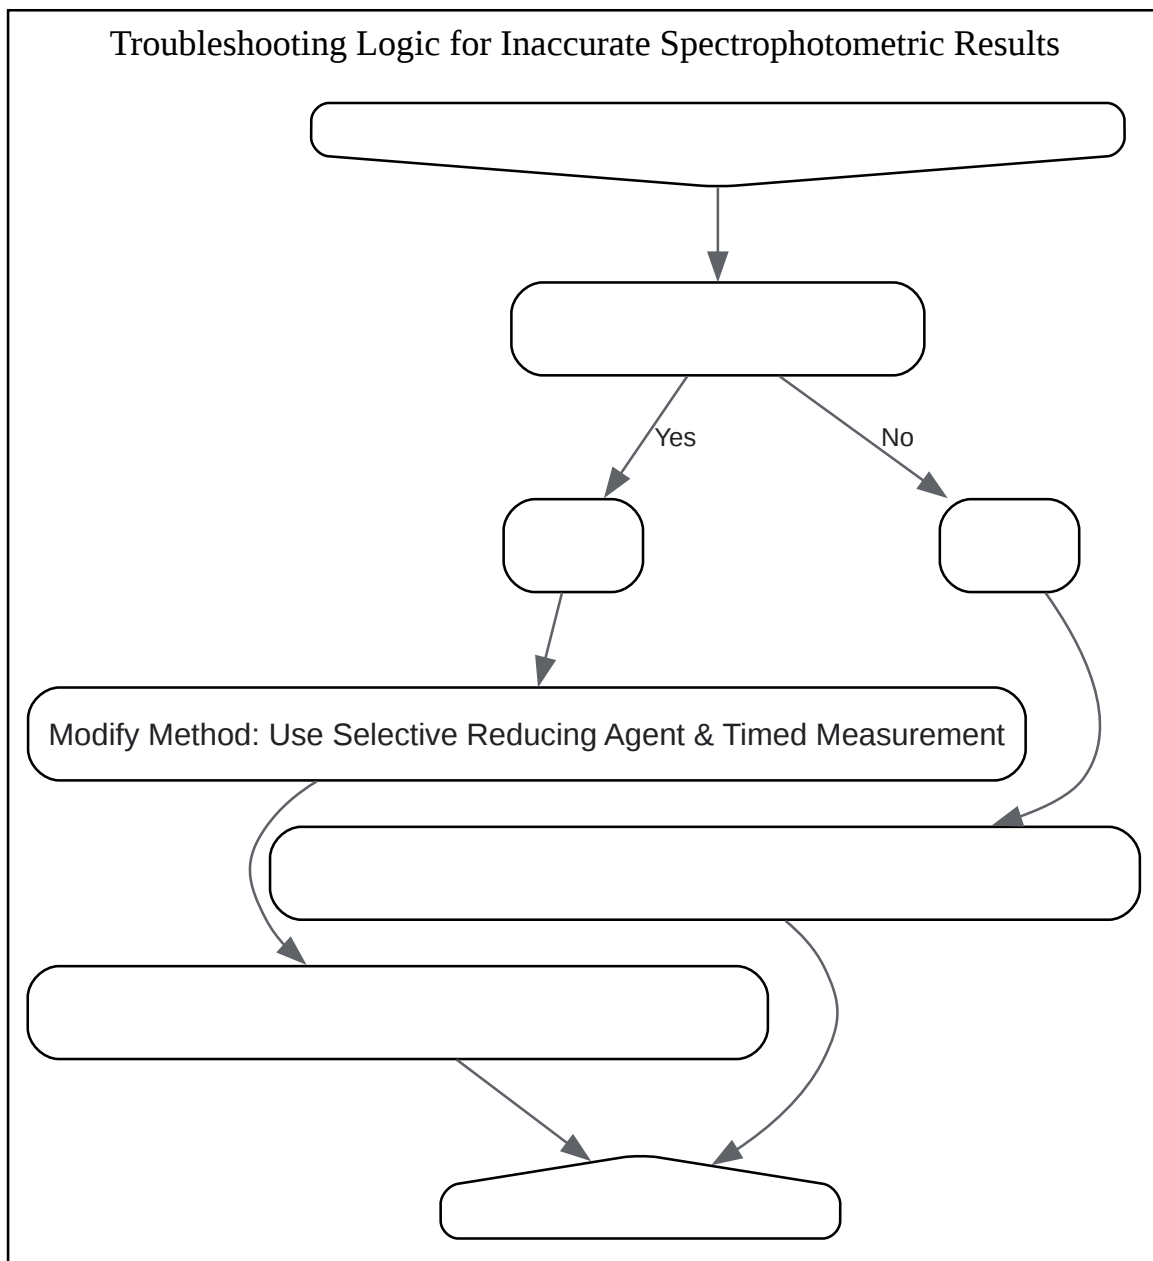 Troubleshooting Logic for Inaccurate Spectrophotometric Results
Yes
No
Modify Method: Use Selective Reducing Agent & Timed Measurement